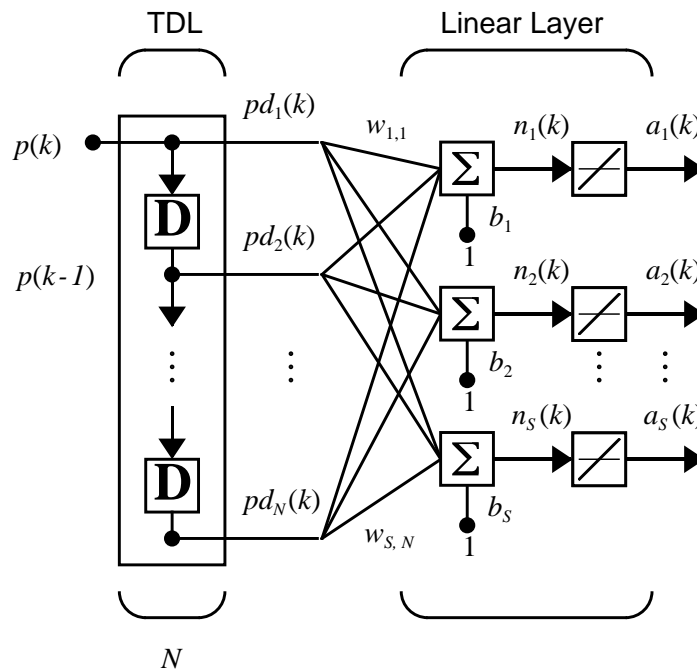 TDL Linear Layer
pd1(k) w1,1 n1(k) a1(k)
p(k)
Σ
D b1
pd2(k) 1
p(k-1) n2(k) a2(k)
Σ
b2
1
nS(k) aS(k)
Σ
D pdN(k) bS
wS, N 1
N